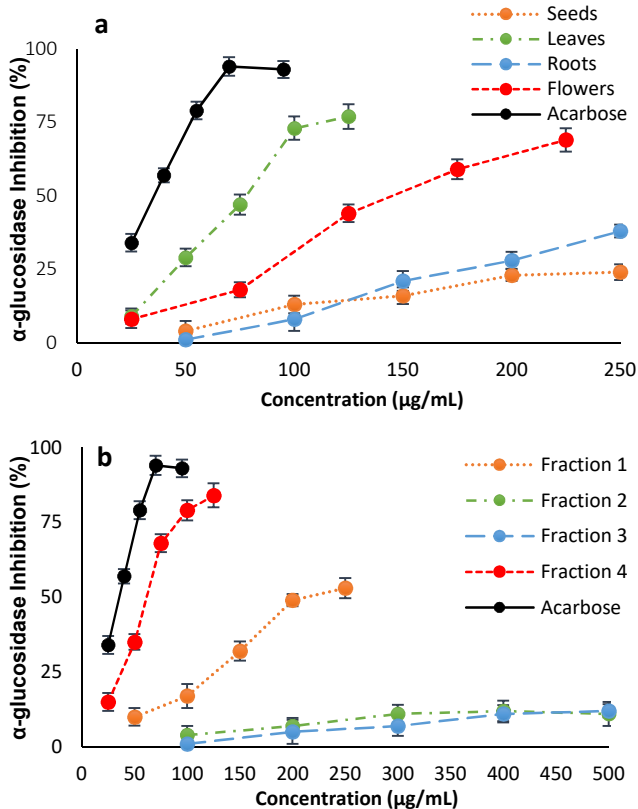 a
Seeds
Leaves
Roots
Flowers
Acarbose
α-glucosidase Inhibition (%)
100
75
50
25
0
0 50 100 150 200 250
Concentration (µg/mL)
b
Fraction 1
Fraction 2
Fraction 3
Fraction 4
Acarbose
α-glucosidase Inhibition (%)
100
75
50
25
0
0 50 100 150 200 250 300 350 400 450 500
Concentration (µg/mL)